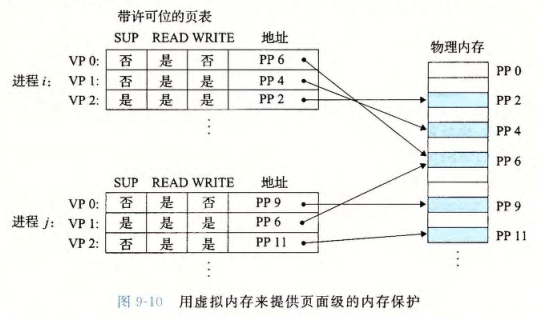 带许可位的页表
SUP READ WRITE 地址
物理内存
进程 i:
VP 0: 否 是 否 PP 6
VP 1: 否 是 是 PP 4
VP 2: 是 是 是 PP 2
⋮
PP 0
PP 2
PP 4
PP 6
PP 9
PP 11
⋮
SUP READ WRITE 地址
进程 j:
VP 0: 否 是 否 PP 9
VP 1: 是 是 是 PP 6
VP 2: 否 是 是 PP 11
⋮
图 9-10 用虚拟内存来提供页面级的内存保护